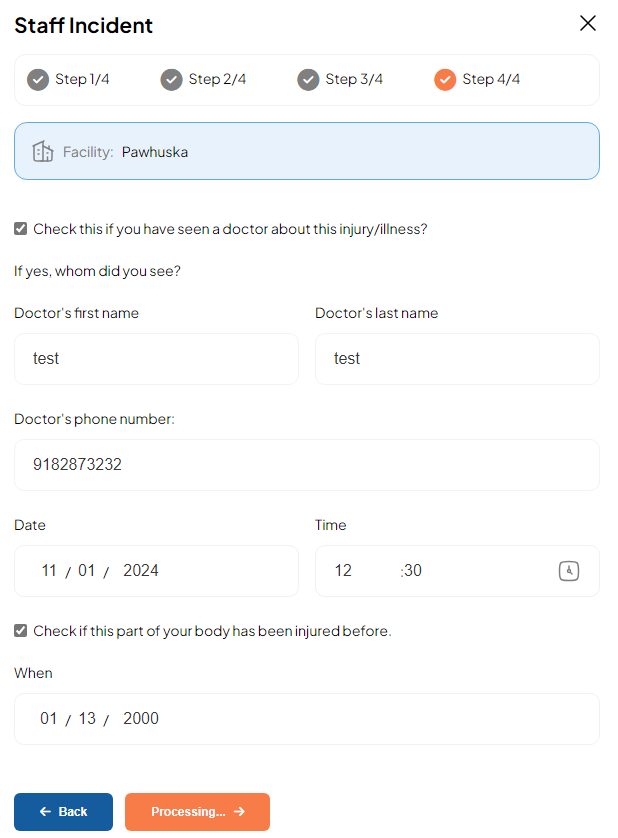 Staff Incident
Step 1/4 Step 2/4 Step 3/4 Step 4/4
Facility: Pawhuska
Check this if you have seen a doctor about this injury/illness?
If yes, whom did you see?
Doctor's first name Doctor's last name
test test
Doctor's phone number:
9182873232
Date Time
11 / 01 / 2024 12 :30
Check if this part of your body has been injured before.
When
01 / 13 / 2000
Back Processing...